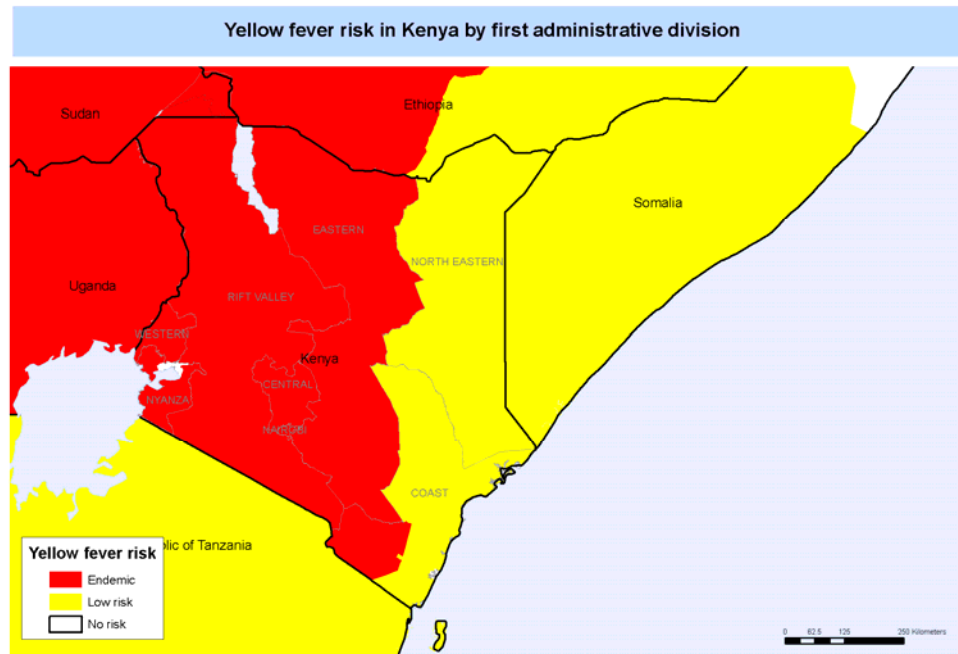 Yellow fever risk in Kenya by first administrative division
Sudan
Ethiopia
Somalia
EASTERN
NORTH EASTERN
Uganda
RIFT VALLEY
WESTERN
Kenya
CENTRAL
NYANZA
NAIROBI
COAST
blic of Tanzania
Yellow fever risk
Endemic
Low risk
No risk
0 62.5 125 250 Kilometers